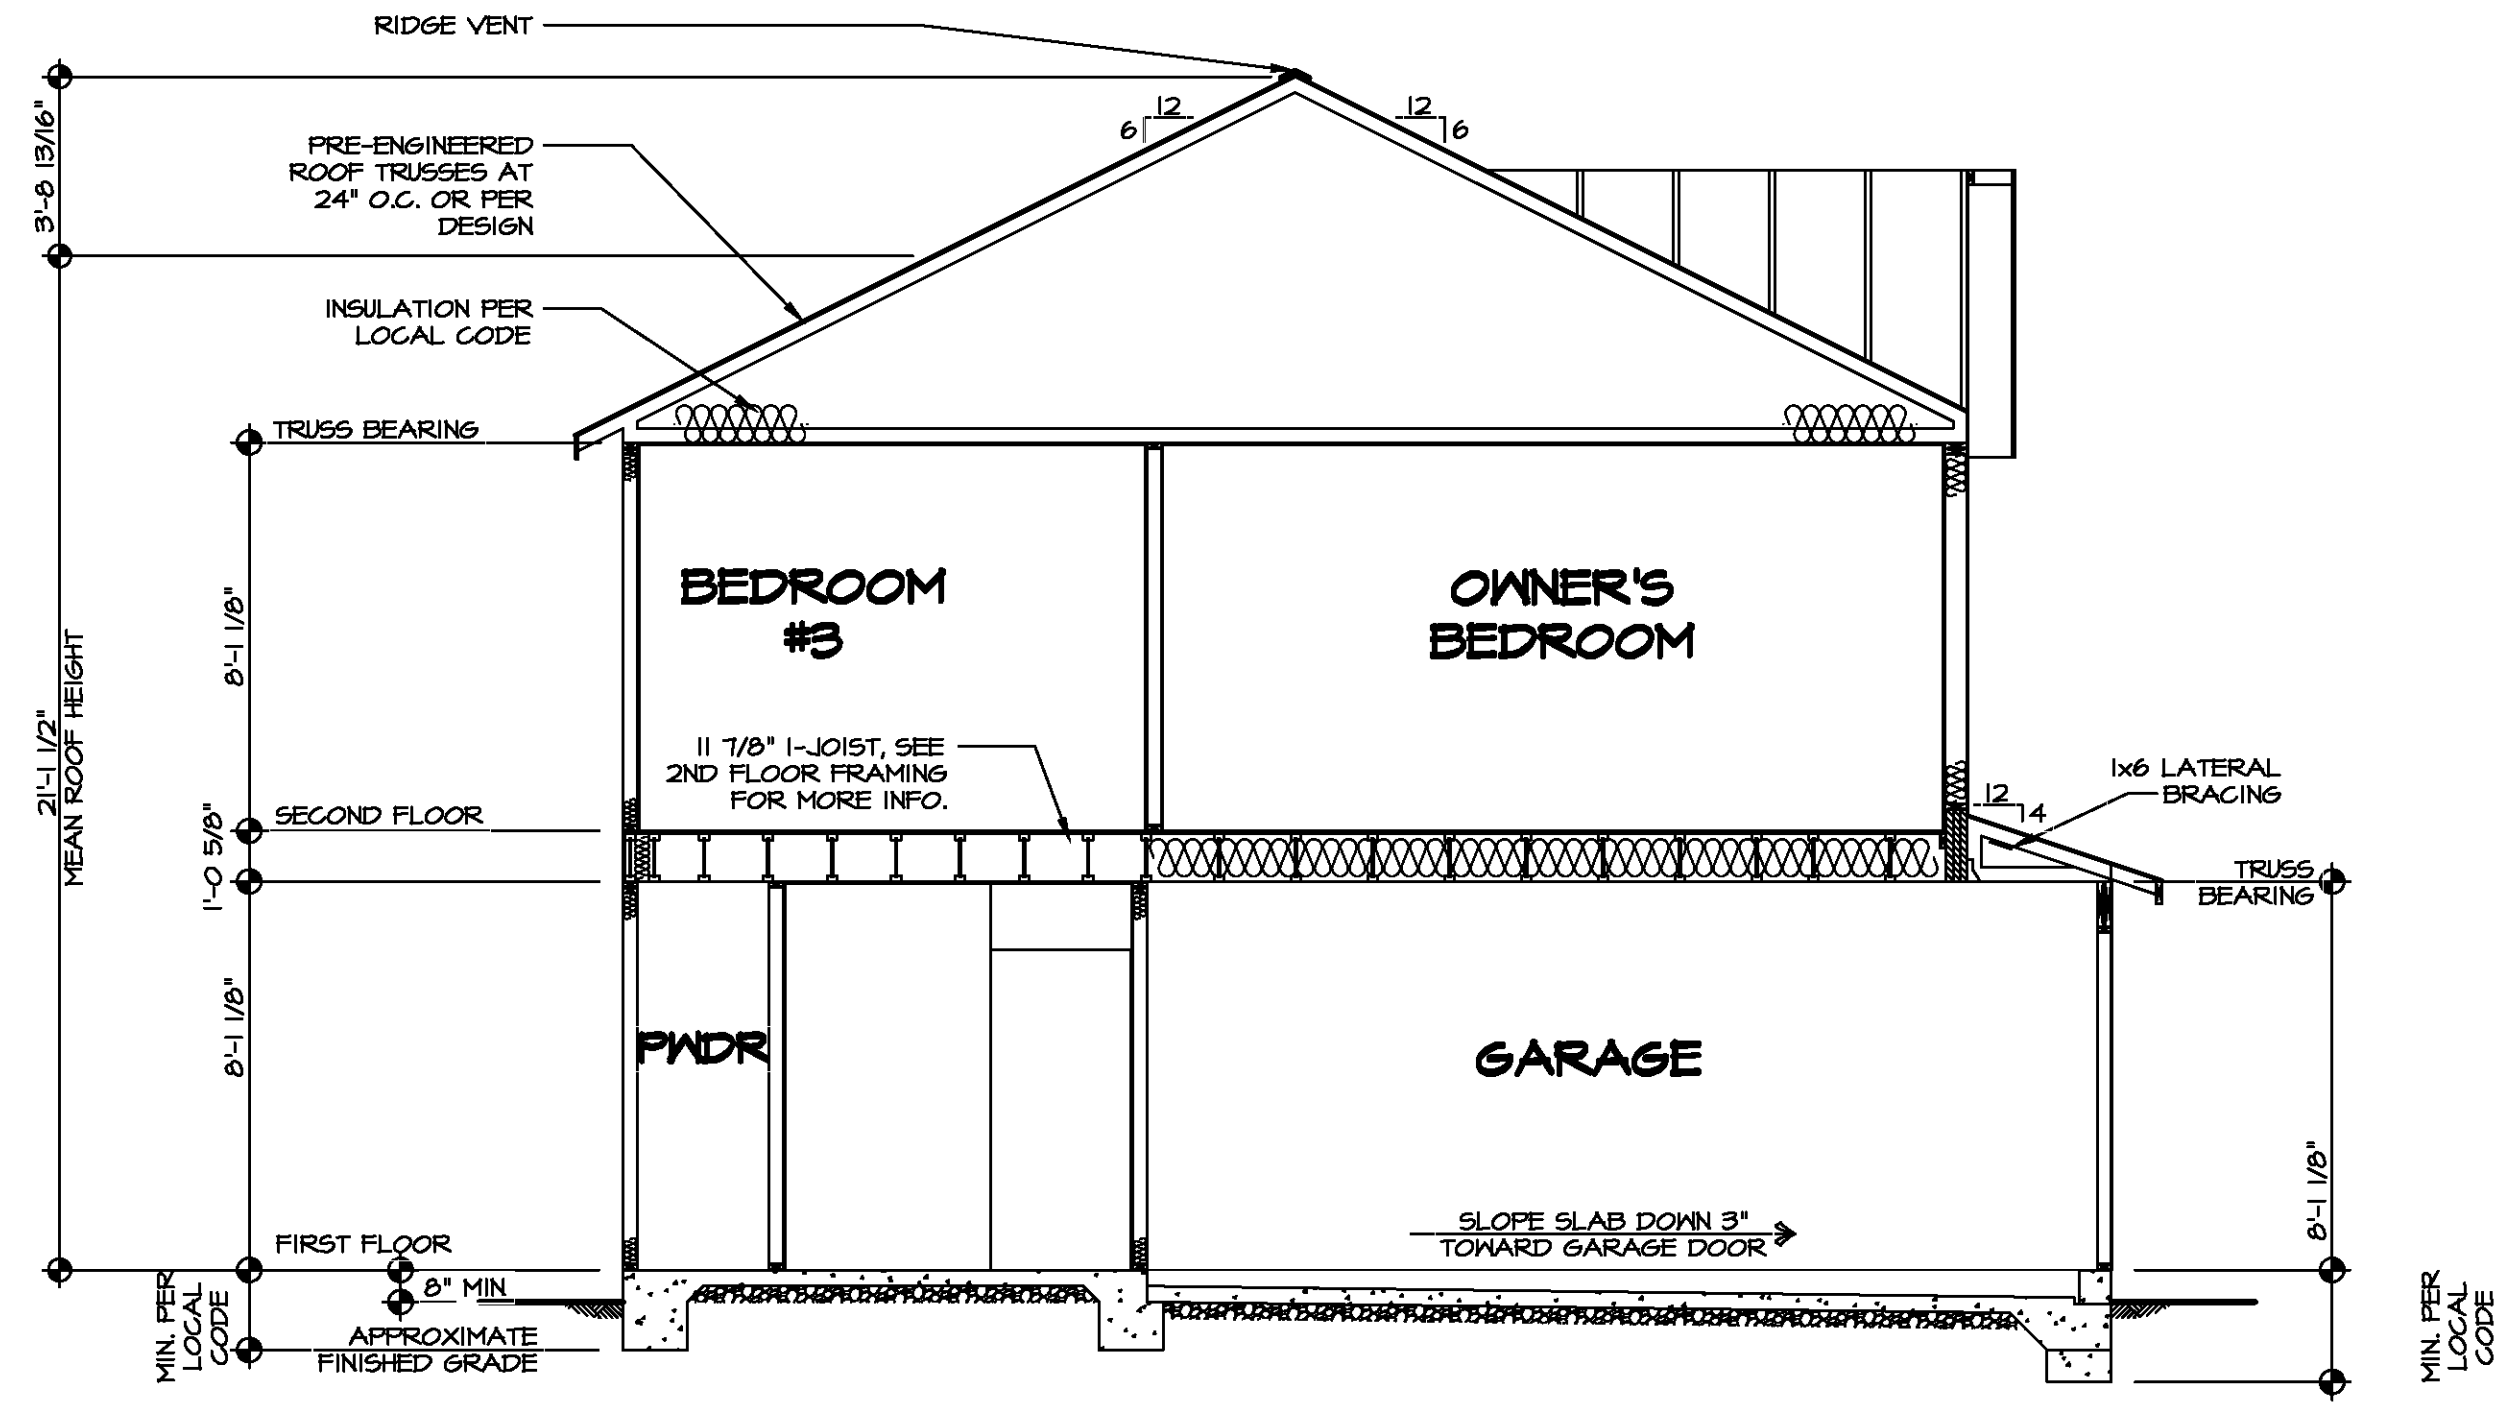 RIDGE VENT
3'-8 13/16"
12
6
12
6
PRE-ENGINEERED
ROOF TRUSSES AT
24" O.C. OR PER
DESIGN
INSULATION PER
LOCAL CODE
TRUSS BEARING
8'-1 1/8"
BEDROOM
#3
OWNER'S
BEDROOM
21'-1 1/2"
MEAN ROOF HEIGHT
11 7/8" I-JOIST, SEE
2ND FLOOR FRAMING
FOR MORE INFO.
1x6 LATERAL
BRACING
12
4
SECOND FLOOR
1'-0 5/8"
TRUSS
BEARING
8'-1 1/8"
PWDR
GARAGE
8'-1 1/8"
SLOPE SLAB DOWN 3"
TOWARD GARAGE DOOR
FIRST FLOOR
8" MIN
MIN. PER
LOCAL
CODE
APPROXIMATE
FINISHED GRADE
MIN. PER
LOCAL
CODE